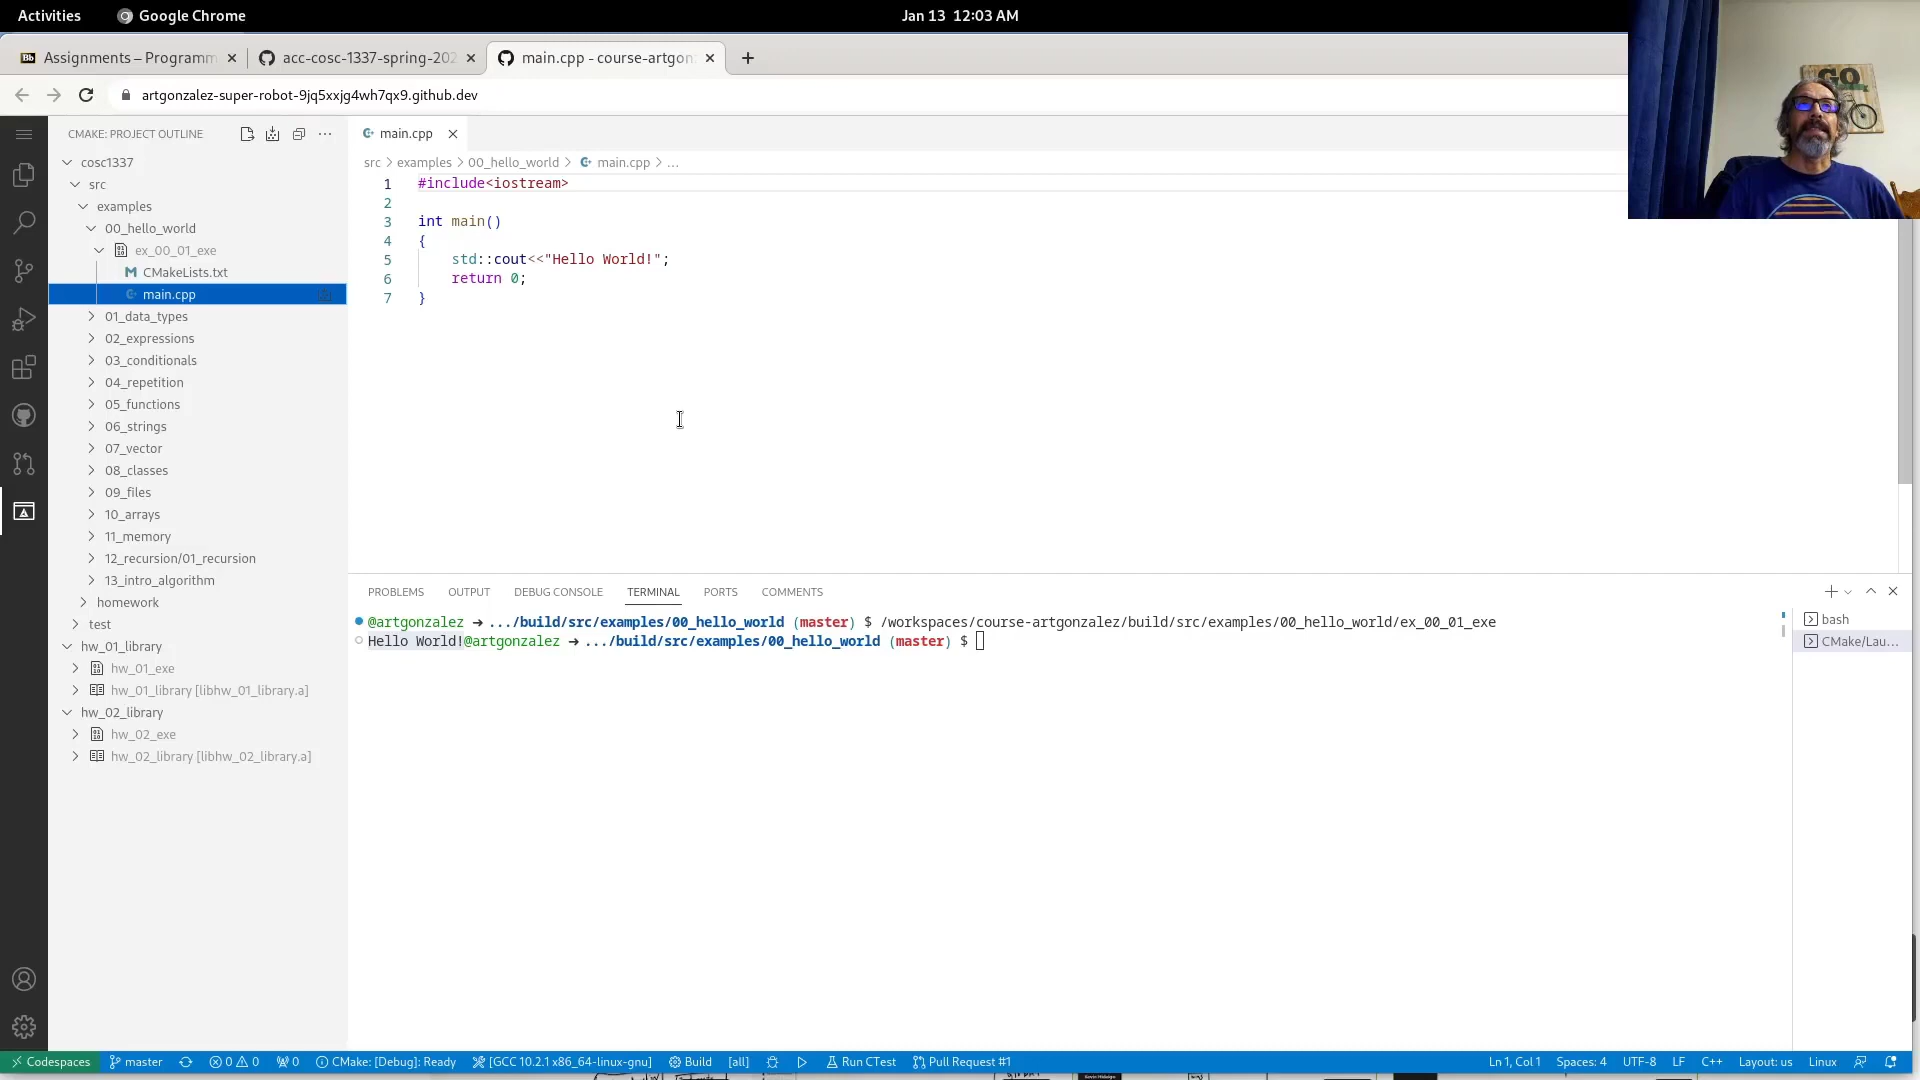 Activities
Google Chrome
Jan 13 12:03 AM
Bb Assignments – Programm
acc-cosc-1337-spring-202
main.cpp - course-artgon
artgonzalez-super-robot-9jq5xxjg4wh7qx9.github.dev
GO
CMAKE: PROJECT OUTLINE
cosc1337
src
examples
00_hello_world
ex_00_01_exe
CMakeLists.txt
main.cpp
01_data_types
02_expressions
03_conditionals
04_repetition
05_functions
06_strings
07_vector
08_classes
09_files
10_arrays
11_memory
12_recursion/01_recursion
13_intro_algorithm
homework
test
hw_01_library
hw_01_exe
hw_01_library [libhw_01_library.a]
hw_02_library
hw_02_exe
hw_02_library [libhw_02_library.a]
main.cpp
src > examples > 00_hello_world > main.cpp > ...
1 #include<iostream>
2
3 int main()
4 {
5 std::cout<<"Hello World!";
6 return 0;
7 }
PROBLEMS OUTPUT DEBUG CONSOLE TERMINAL PORTS COMMENTS
@artgonzalez ➜ .../build/src/examples/00_hello_world (master) $ /workspaces/course-artgonzalez/build/src/examples/00_hello_world/ex_00_01_exe
Hello World!@artgonzalez ➜ .../build/src/examples/00_hello_world (master) $
bash
CMake/Lau...
Codespaces master 0 0 0 CMake: [Debug]: Ready [GCC 10.2.1 x86_64-linux-gnu] Build [all] Run CTest Pull Request #1 Ln 1, Col 1 Spaces: 4 UTF-8 LF C++ Layout: us Linux